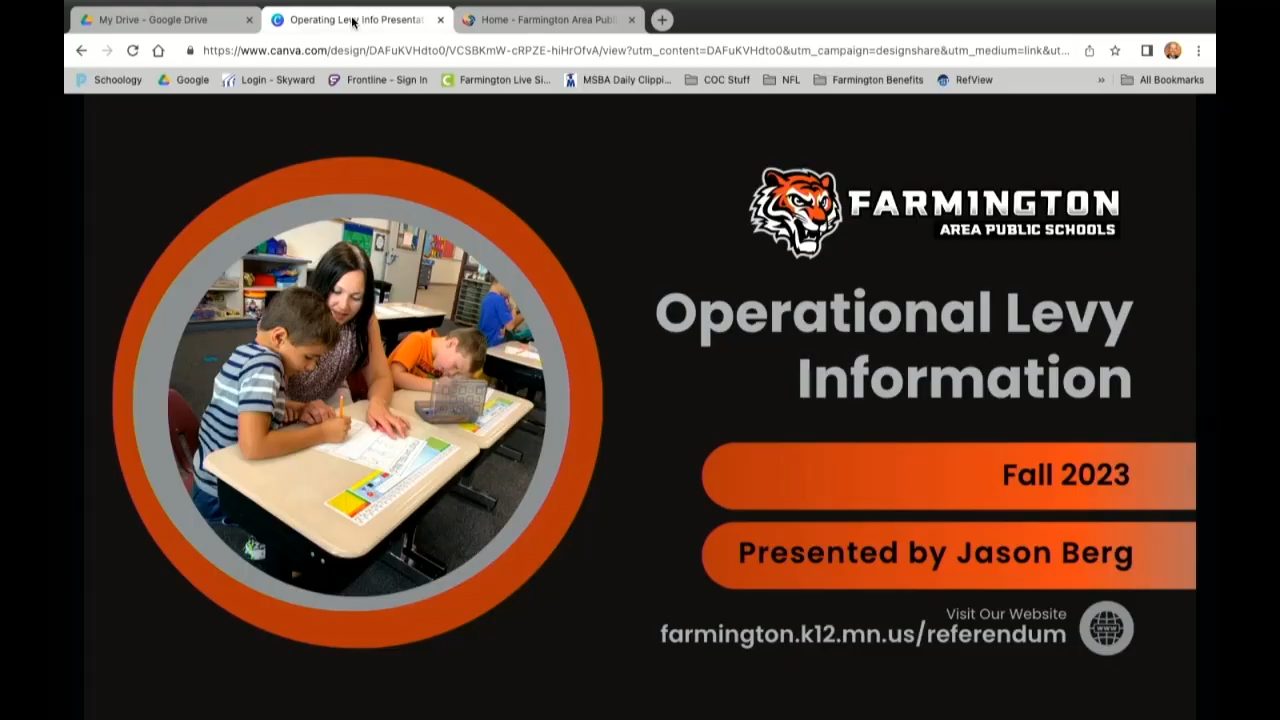 My Drive - Google Drive
Operating Levy Info Presentat
Home - Farmington Area Publ
https://www.canva.com/design/DAFuKVHdto0/VCSBKmW-cRPZE-hiHrOfvA/view?utm_content=DAFuKVHdto0&utm_campaign=designshare&utm_medium=link&ut...
Schoology Google Login - Skyward Frontline - Sign In Farmington Live Si... MSBA Daily Clippi... COC Stuff NFL Farmington Benefits RefView » All Bookmarks
FARMINGTON
AREA PUBLIC SCHOOLS
Operational Levy
Information
Fall 2023
Presented by Jason Berg
Visit Our Website
farmington.k12.mn.us/referendum
www